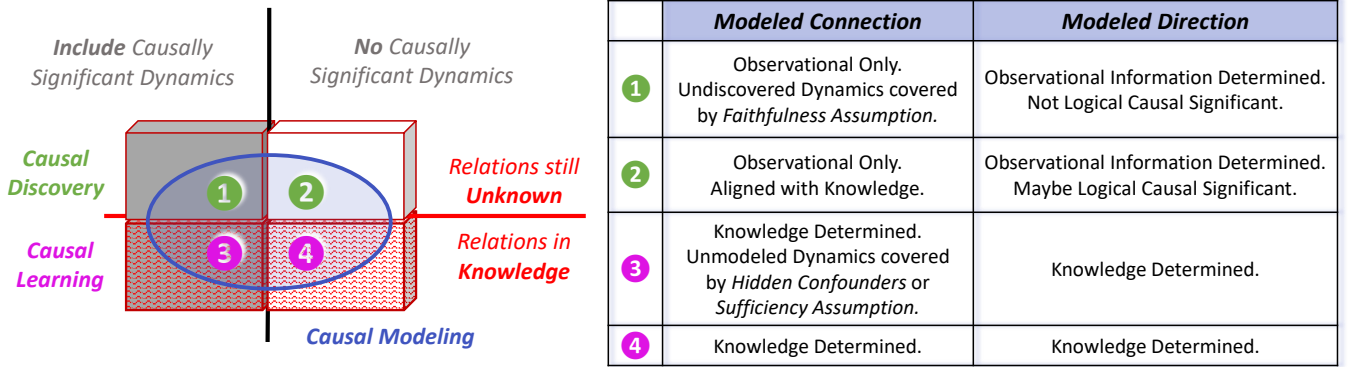 Include Causally
Significant Dynamics
No Causally
Significant Dynamics
Causal
Discovery
1
2
Relations still
Unknown
Causal
Learning
3
4
Relations in
Knowledge
Causal Modeling
Modeled Connection
Modeled Direction
1
Observational Only.
Undiscovered Dynamics covered
by Faithfulness Assumption.
Observational Information Determined.
Not Logical Causal Significant.
2
Observational Only.
Aligned with Knowledge.
Observational Information Determined.
Maybe Logical Causal Significant.
3
Knowledge Determined.
Unmodeled Dynamics covered
by Hidden Confounders or
Sufficiency Assumption.
Knowledge Determined.
4
Knowledge Determined.
Knowledge Determined.